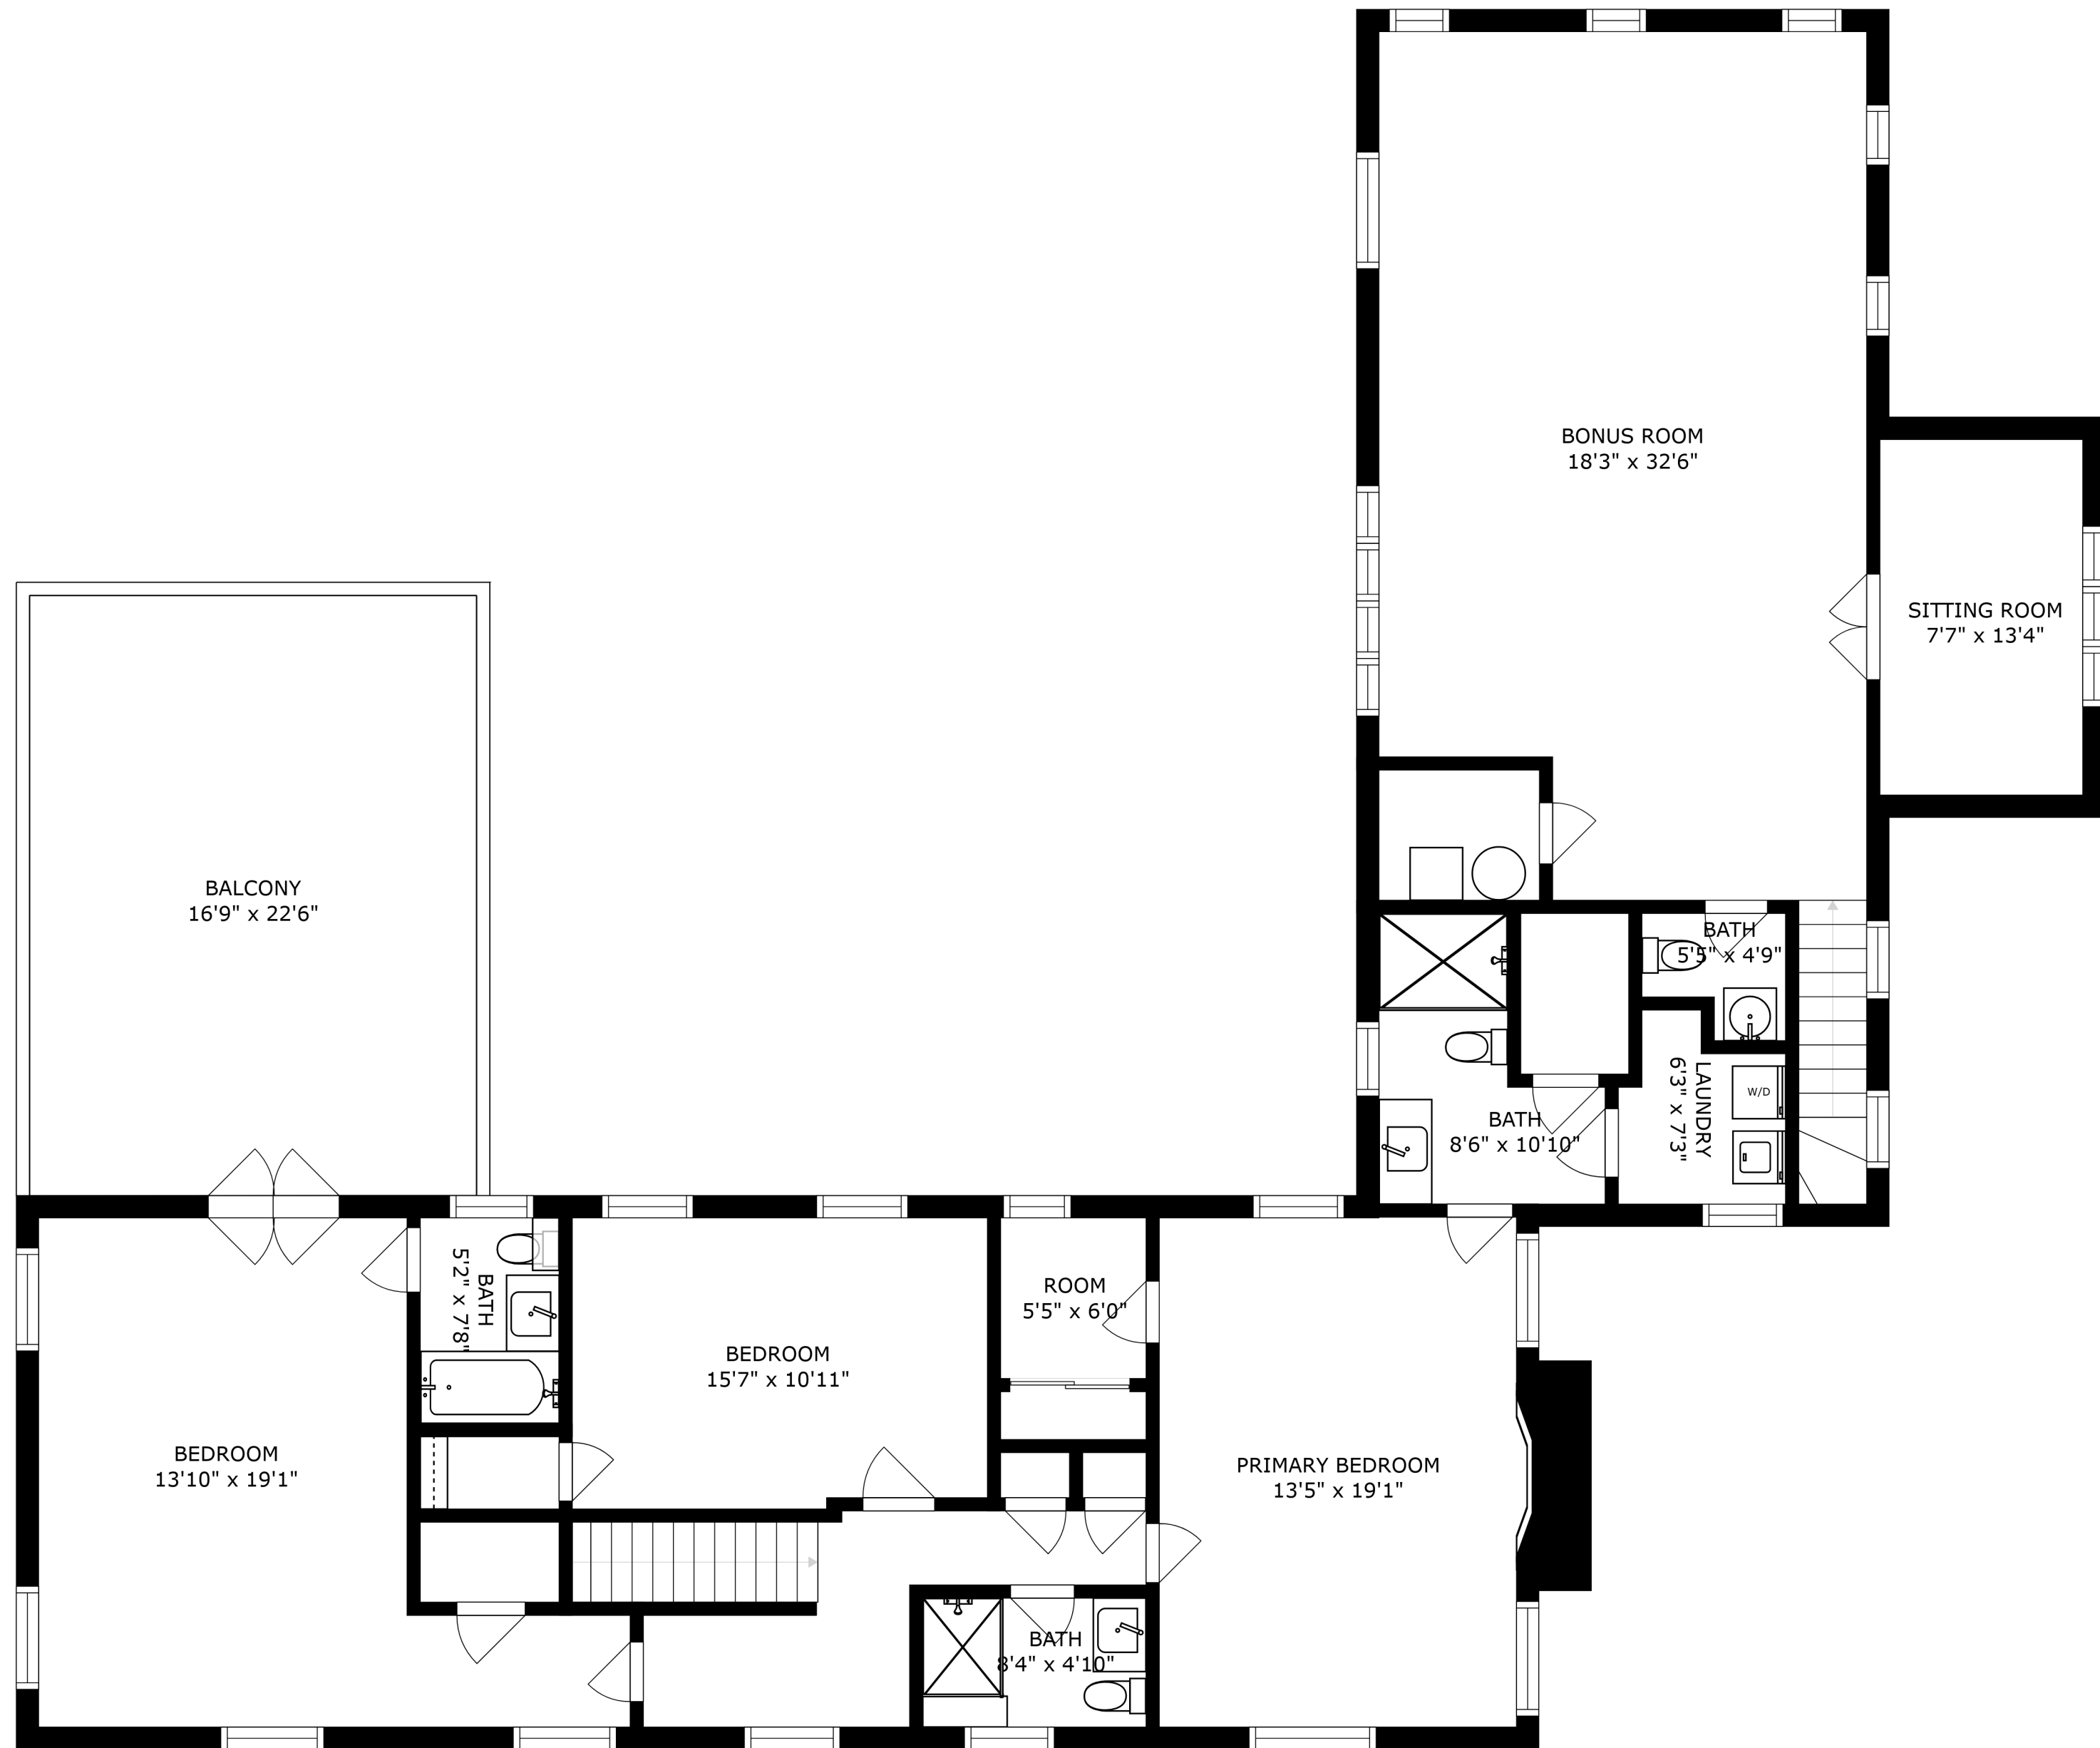 BONUS ROOM
18'3" x 32'6"
SITTING ROOM
7'7" x 13'4"
BALCONY
16'9" x 22'6"
BATH
5'5" x 4'9"
LAUNDRY
6'3" x 7'3"
W/D
BATH
8'6" x 10'10"
BATH
5'2" x 7'8"
ROOM
5'5" x 6'0"
BEDROOM
15'7" x 10'11"
BEDROOM
13'10" x 19'1"
PRIMARY BEDROOM
13'5" x 19'1"
BATH
8'4" x 4'10"